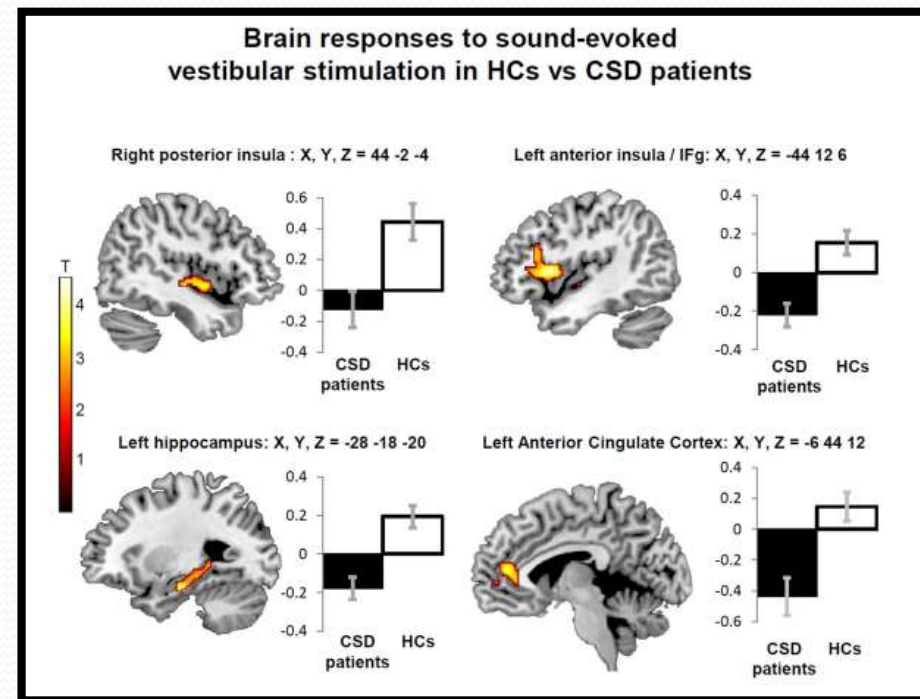 Brain responses to sound-evoked
vestibular stimulation in HCs vs CSD patients
Right posterior insula : X, Y, Z = 44 -2 -4
0.6
0.4
0.2
0
-0.2
-0.4
CSD patients
HCs
Left anterior insula / IFg: X, Y, Z = -44 12 6
0.4
0.2
0
-0.2
-0.4
CSD patients
HCs
T
4
3
2
1
Left hippocampus: X, Y, Z = -28 -18 -20
0.4
0.2
0
-0.2
-0.4
CSD patients
HCs
Left Anterior Cingulate Cortex: X, Y, Z = -6 44 12
0.4
0.2
0
-0.2
-0.4
-0.6
CSD patients
HCs